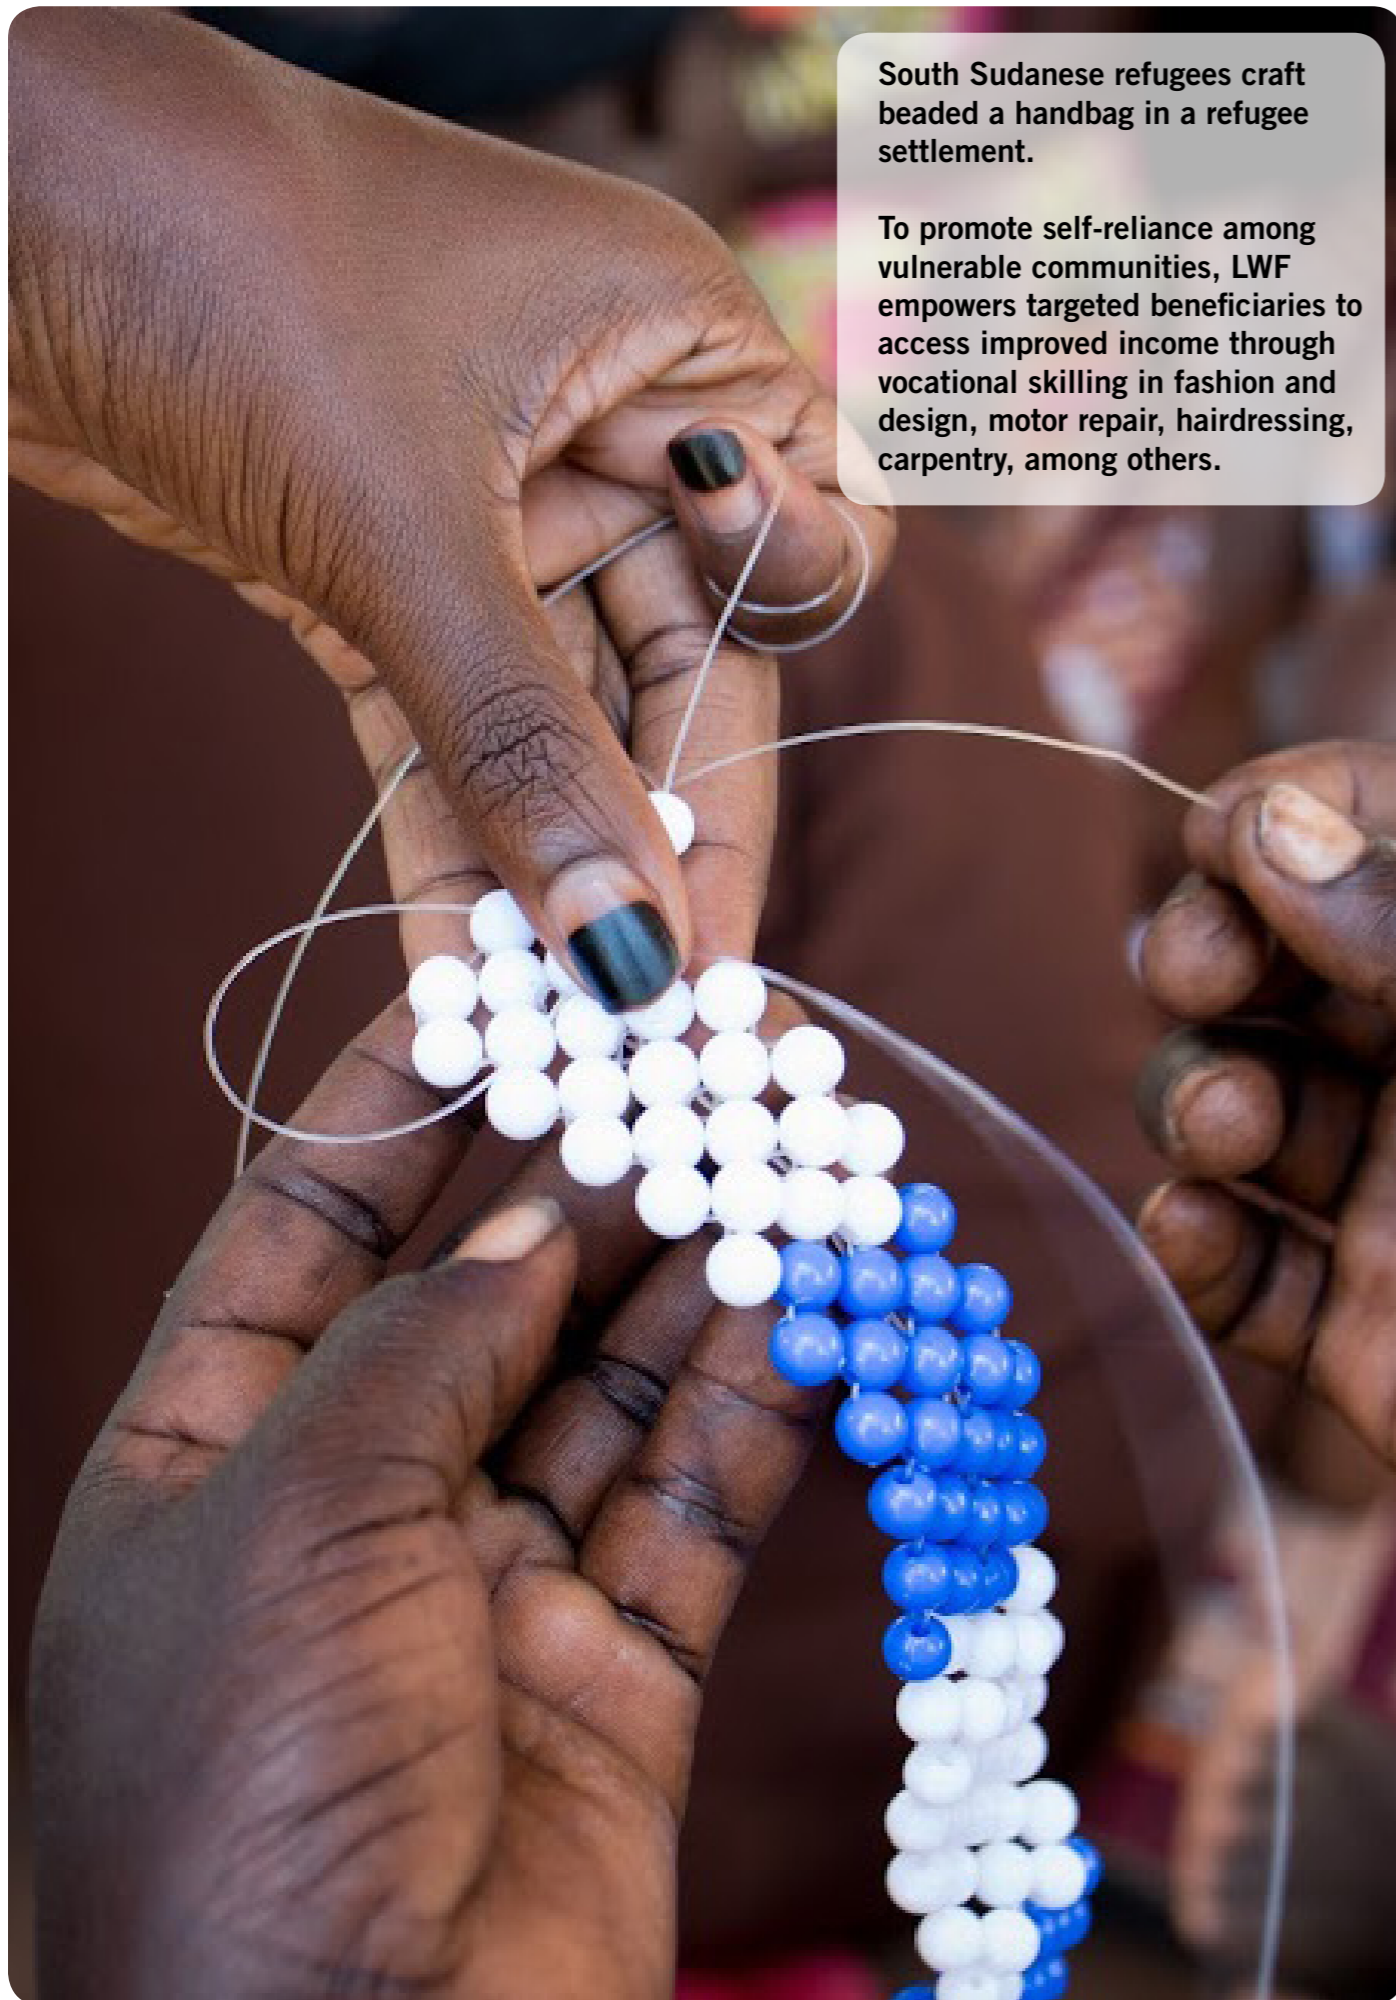 South Sudanese refugees craft
beaded a handbag in a refugee
settlement.
To promote self-reliance among
vulnerable communities, LWF
empowers targeted beneficiaries to
access improved income through
vocational skilling in fashion and
design, motor repair, hairdressing,
carpentry, among others.